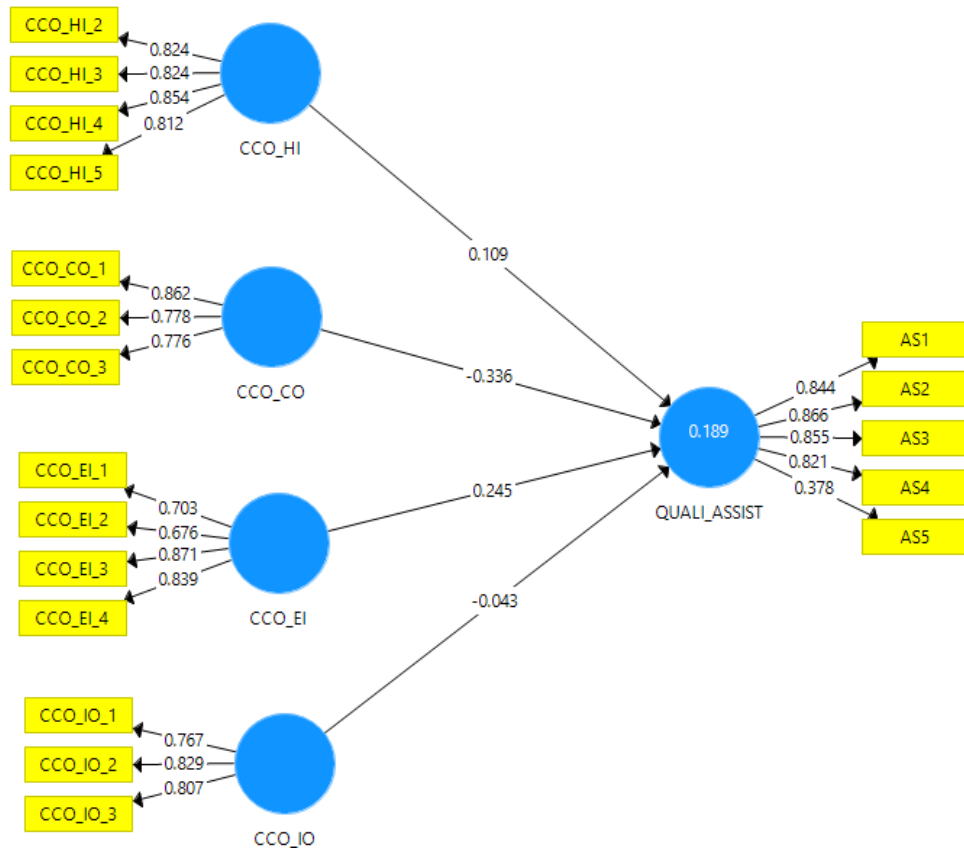 CCO_HI_2
CCO_HI_3
CCO_HI_4
CCO_HI_5
0.824
0.824
0.854
0.812
CCO_HI
0.109
CCO_CO_1
CCO_CO_2
CCO_CO_3
0.862
0.778
0.776
CCO_CO
-0.336
CCO_EI_1
CCO_EI_2
CCO_EI_3
CCO_EI_4
0.703
0.676
0.871
0.839
CCO_EI
0.245
CCO_IO_1
CCO_IO_2
CCO_IO_3
0.767
0.829
0.807
CCO_IO
-0.043
0.189
QUALI_ASSIST
0.844
0.866
0.855
0.821
0.378
AS1
AS2
AS3
AS4
AS5